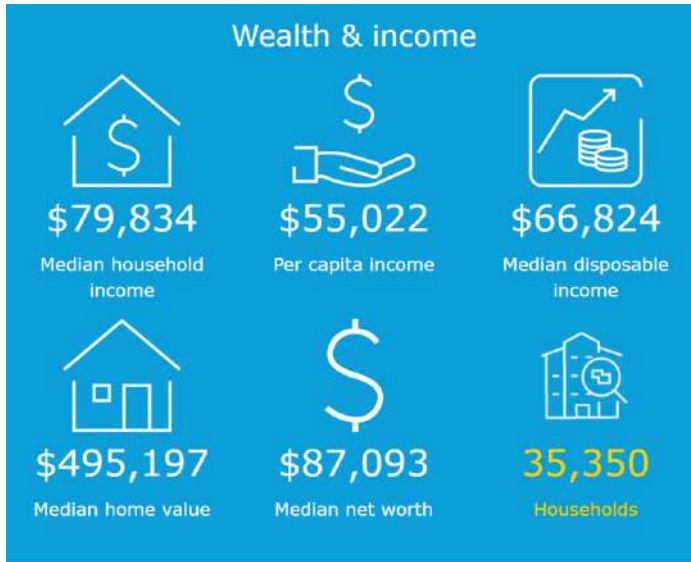 Wealth & income
$
$
$79,834
$55,022
$66,824
Median household
income
Per capita income
Median disposable
income
$
$495,197
$87,093
35,350
Median home value
Median net worth
Households